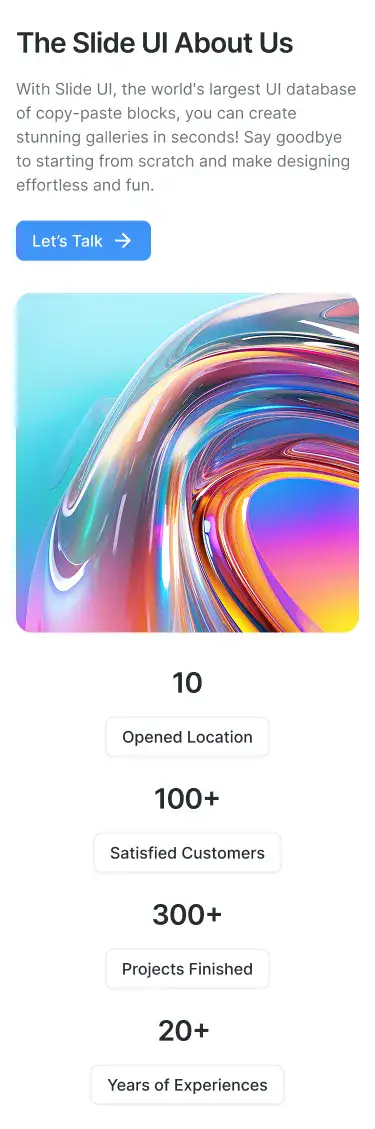 The Slide UI About Us
With Slide UI, the world's largest UI database
of copy-paste blocks, you can create
stunning galleries in seconds! Say goodbye
to starting from scratch and make designing
effortless and fun.
Let's Talk
10
Opened Location
100+
Satisfied Customers
300+
Projects Finished
20+
Years of Experiences